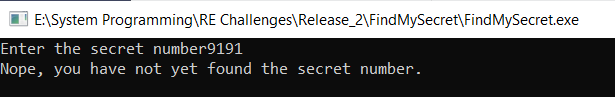 E:\System Programming\RE Challenges\Release_2\FindMySecret\FindMySecret.exe
Enter the secret number9191
Nope, you have not yet found the secret number.